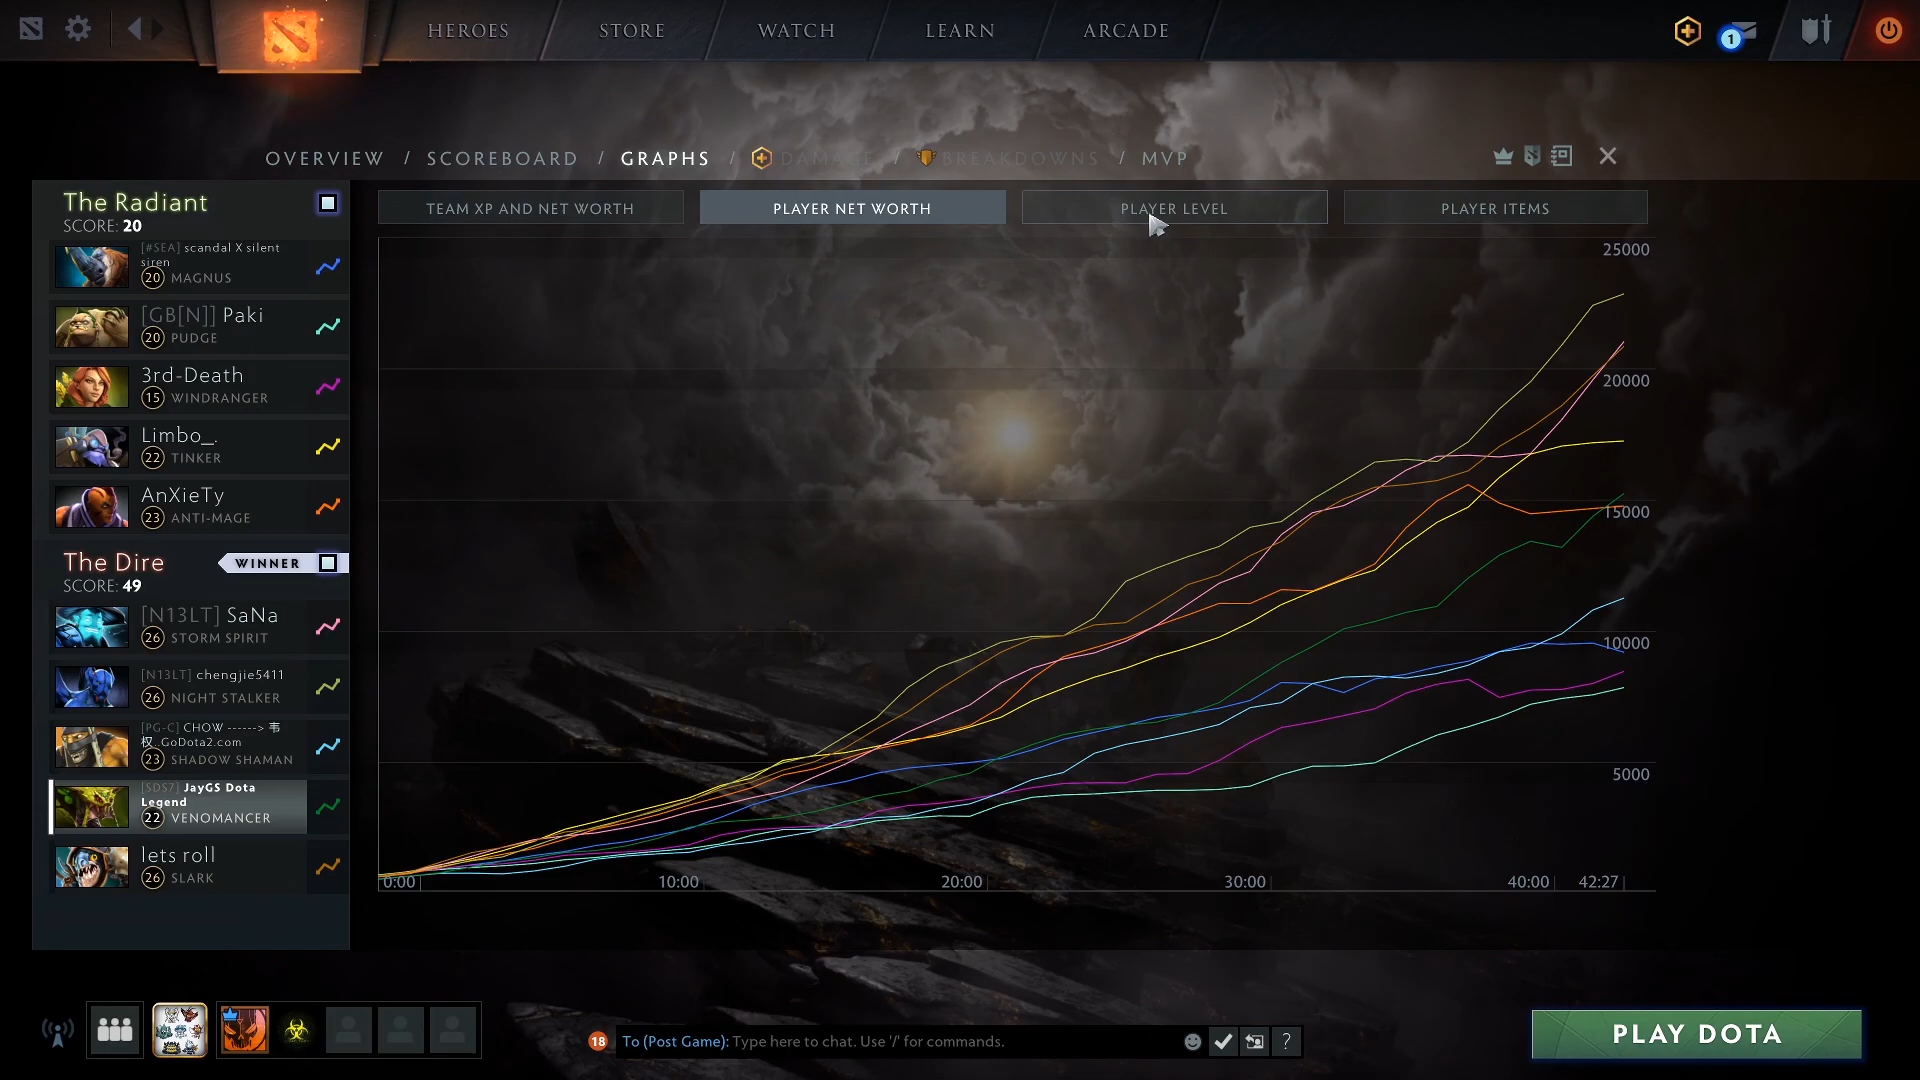 HEROES
STORE
WATCH
LEARN
ARCADE
1
OVERVIEW / SCOREBOARD / GRAPHS / DAMAGE / BREAKDOWNS / MVP
The Radiant
SCORE: 20
TEAM XP AND NET WORTH
PLAYER NET WORTH
PLAYER LEVEL
PLAYER ITEMS
[#SEA] scandal X silent
siren
20 MAGNUS
[GB[N]] Paki
20 PUDGE
3rd-Death
15 WINDRANGER
Limbo_.
22 TINKER
AnXieTy
23 ANTI-MAGE
The Dire
WINNER
SCORE: 49
[N13LT] SaNa
26 STORM SPIRIT
[N13LT] chengjie5411
26 NIGHT STALKER
[PG-C] CHOW ------> 韦
权..GoDota2.com
23 SHADOW SHAMAN
[SDS7] JayGS Dota
Legend
22 VENOMANCER
lets roll
26 SLARK
25000
20000
15000
10000
5000
0:00
10:00
20:00
30:00
40:00
42:27
18
To (Post Game): Type here to chat. Use '/' for commands.
?
PLAY DOTA